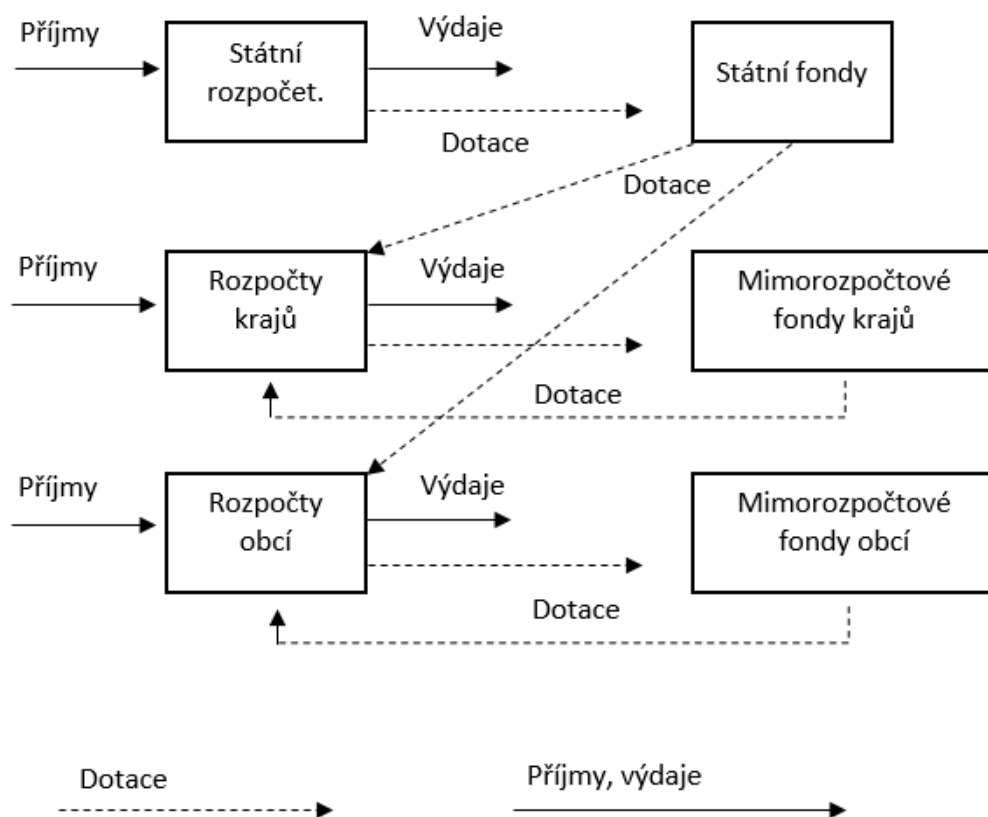 Příjmy
Státní
rozpočet.
Výdaje
Dotace
Státní fondy
Dotace
Příjmy
Rozpočty
krajů
Výdaje
Mimorozpočtové
fondy krajů
Dotace
Příjmy
Rozpočty
obcí
Výdaje
Mimorozpočtové
fondy obcí
Dotace
Dotace
Příjmy, výdaje